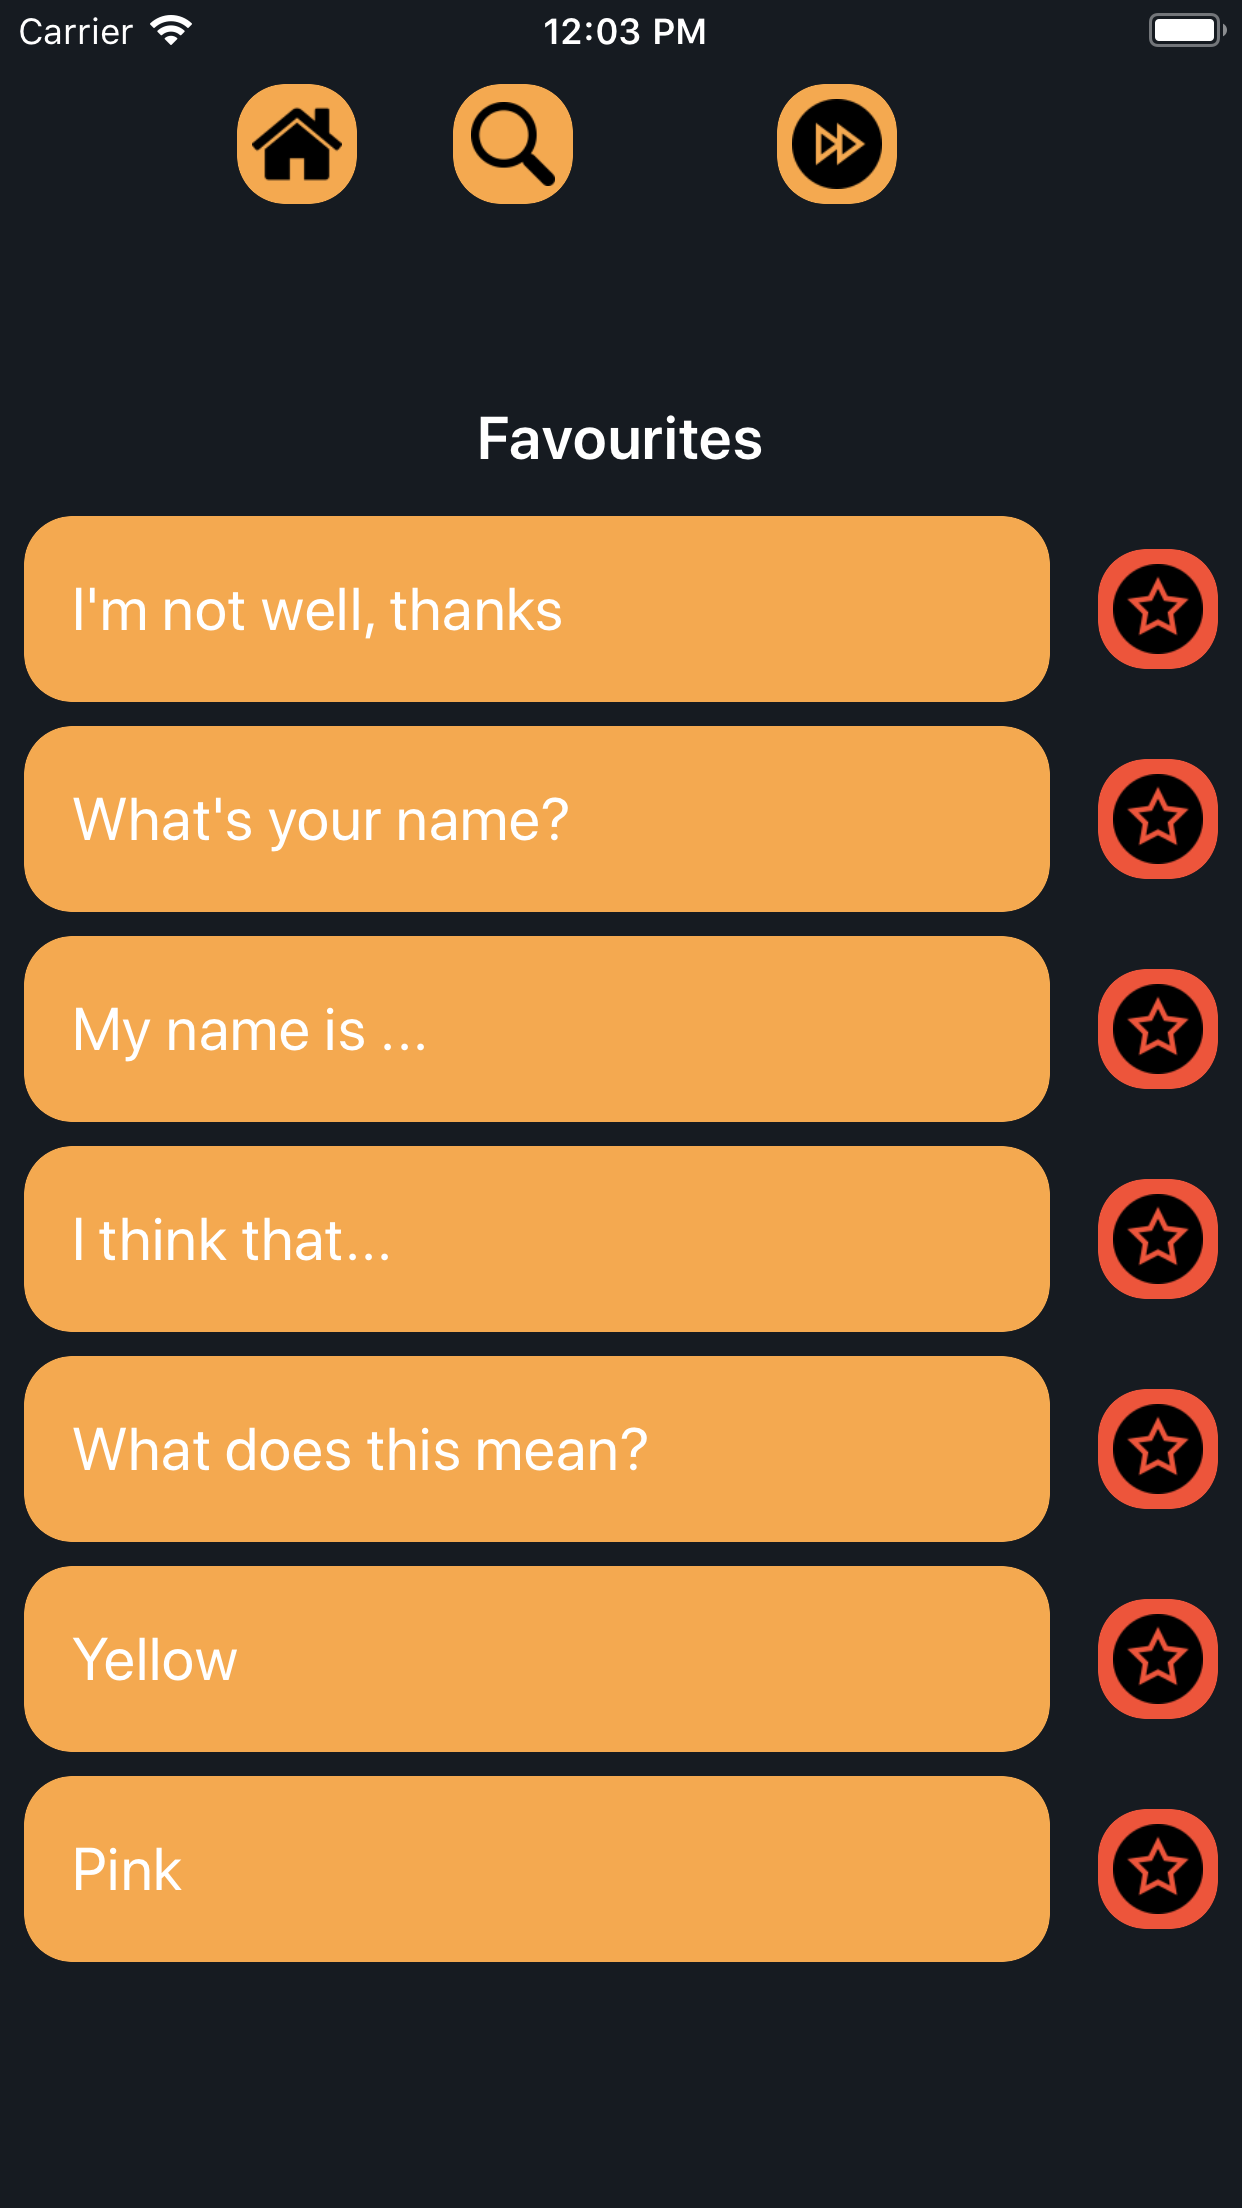 Carrier
12:03 PM
Favourites
I'm not well, thanks
What's your name?
My name is ...
I think that...
What does this mean?
Yellow
Pink